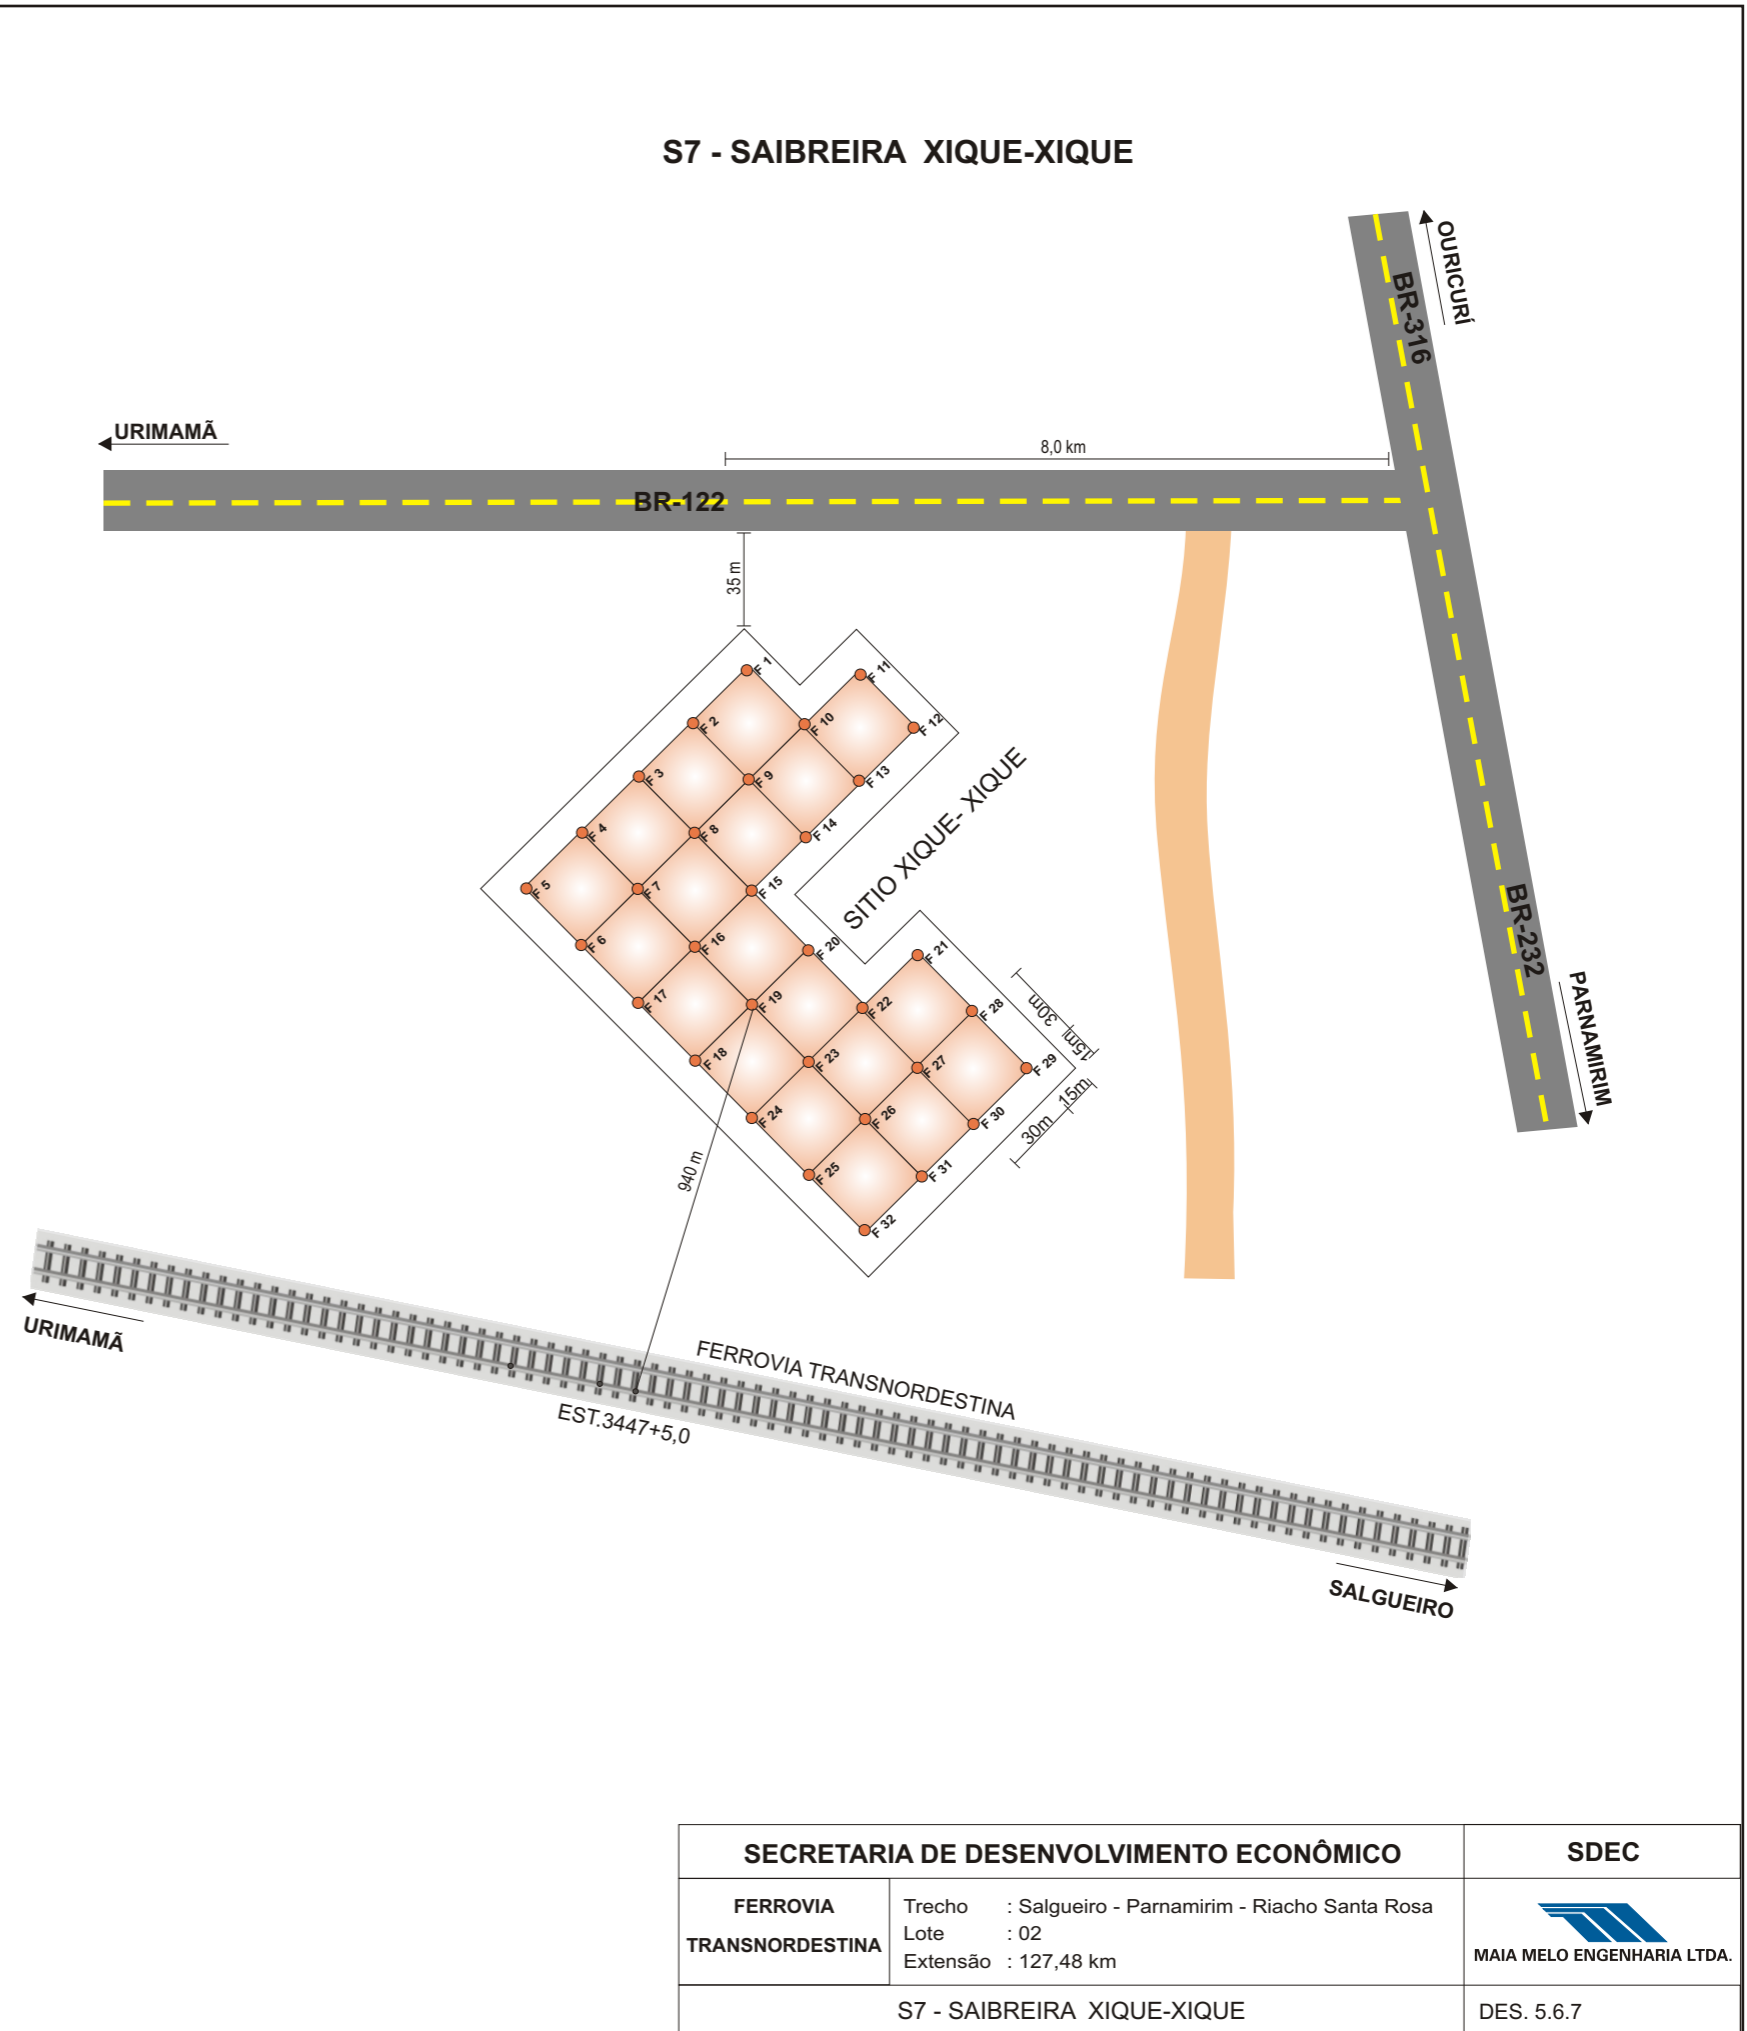 S7 - SAIBREIRA XIQUE-XIQUE
OURICURÍ
BR-316
URIMAMÃ
8,0 km
BR-122
35 m
F 1
F 11
F 2
F 10
F 12
F 3
F 9
F 13
F 4
F 8
F 14
SITIO XIQUE- XIQUE
F 5
F 7
F 15
BR-232
F 6
F 16
F 20
F 21
PARNAMIRIM
F 17
F 19
F 22
F 28
30m
15m
F 18
F 23
F 27
F 29
15m
30m
F 24
F 26
F 30
940 m
F 25
F 31
F 32
URIMAMÃ
FERROVIA TRANSNORDESTINA
EST.3447+5,0
SALGUEIRO
SECRETARIA DE DESENVOLVIMENTO ECONÔMICO
SDEC
FERROVIA
TRANSNORDESTINA
Trecho : Salgueiro - Parnamirim - Riacho Santa Rosa
Lote : 02
Extensão : 127,48 km
MAIA MELO ENGENHARIA LTDA.
S7 - SAIBREIRA XIQUE-XIQUE
DES. 5.6.7